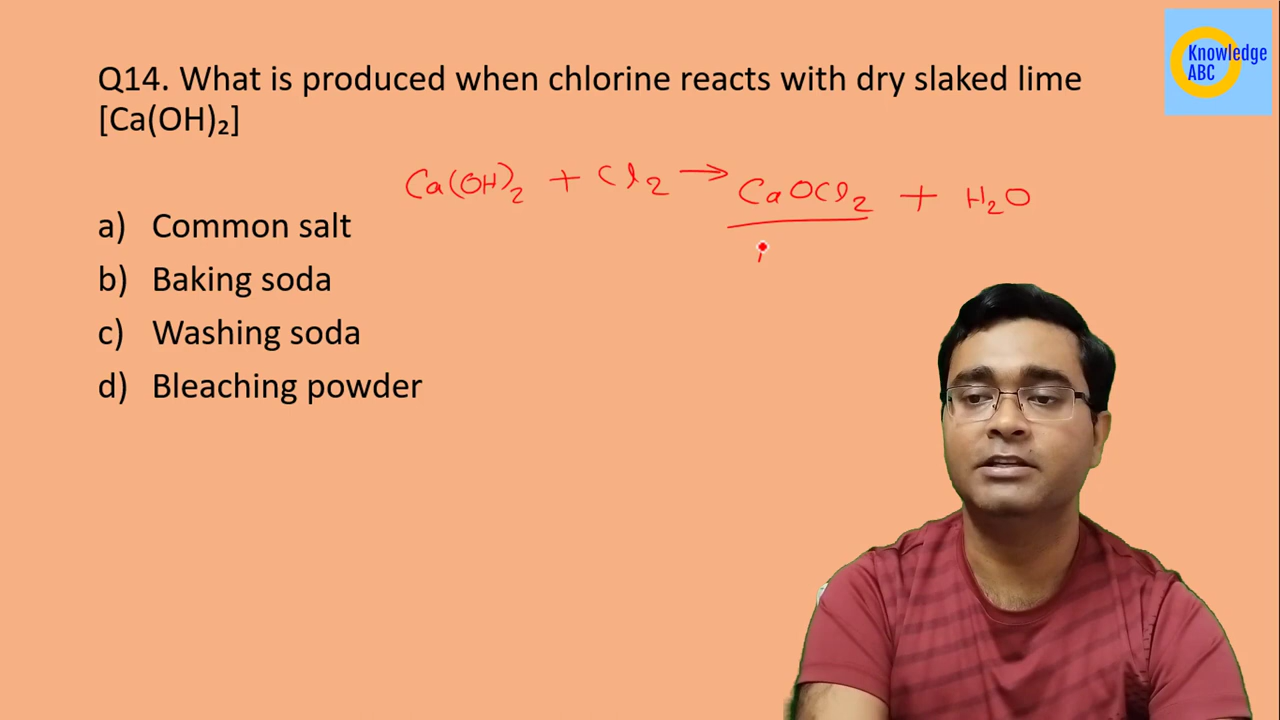 Knowledge
ABC
Q14. What is produced when chlorine reacts with dry slaked lime
[Ca(OH)₂]
Ca(OH)₂ + Cl₂ → CaOCl₂ + H₂O
a) Common salt
b) Baking soda
c) Washing soda
d) Bleaching powder